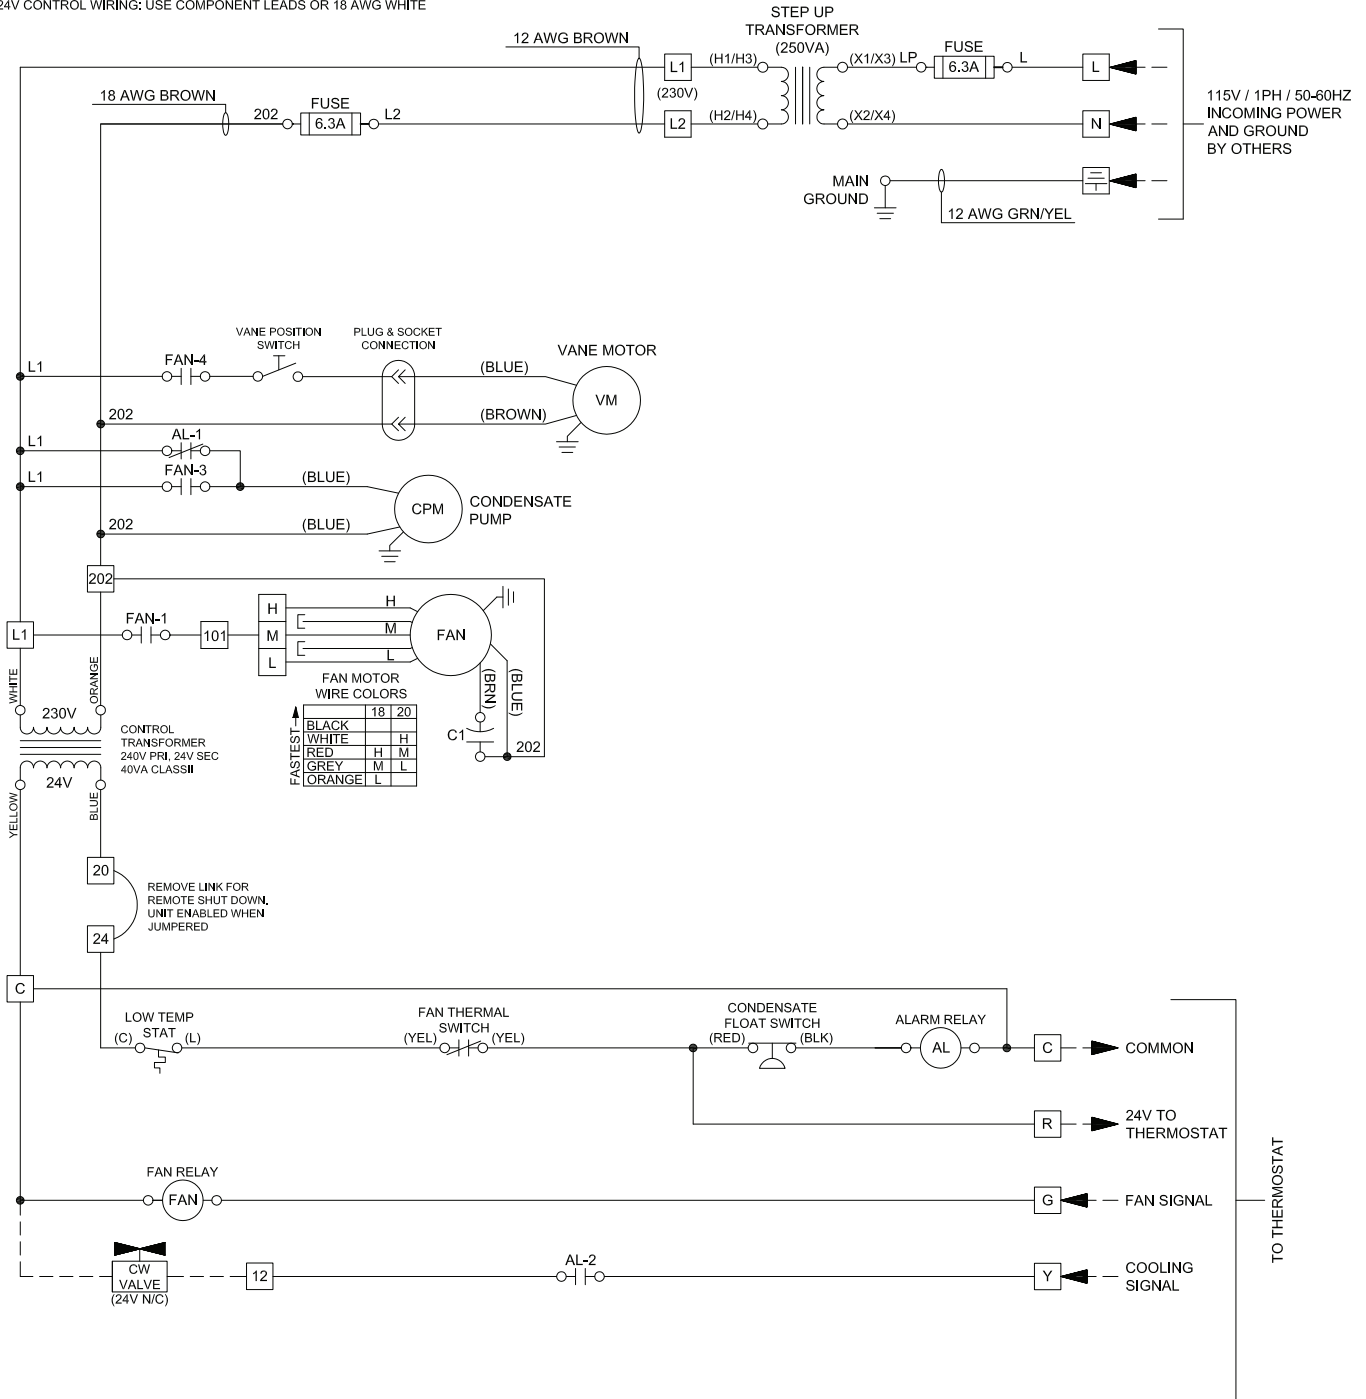 24V CONTROL WIRING: USE COMPONENT LEADS OR 18 AWG WHITE
STEP UP
TRANSFORMER
(250VA)
12 AWG BROWN
L1
(230V)
(H1/H3)
(X1/X3)
LP
FUSE
6.3A
L
L
18 AWG BROWN
202
FUSE
6.3A
L2
L2
(H2/H4)
(X2/X4)
N
115V / 1PH / 50-60HZ
INCOMING POWER
AND GROUND
BY OTHERS
MAIN
GROUND
12 AWG GRN/YEL
VANE POSITION
SWITCH
PLUG & SOCKET
CONNECTION
VANE MOTOR
L1
FAN-4
(BLUE)
VM
202
(BROWN)
L1
AL-1
L1
FAN-3
(BLUE)
CPM
CONDENSATE
PUMP
202
(BLUE)
202
L1
FAN-1
101
H
M
L
H
M
L
FAN
(BRN)
(BLUE)
C1
202
FAN MOTOR
WIRE COLORS
FASTEST
18 20
BLACK
WHITE H
RED H M
GREY M L
ORANGE L
WHITE
ORANGE
230V
CONTROL
TRANSFORMER
240V PRI, 24V SEC
40VA CLASSII
24V
YELLOW
BLUE
20
REMOVE LINK FOR
REMOTE SHUT DOWN.
UNIT ENABLED WHEN
JUMPERED
24
C
LOW TEMP
STAT
(C)
(L)
FAN THERMAL
SWITCH
(YEL)
(YEL)
CONDENSATE
FLOAT SWITCH
(RED)
(BLK)
ALARM RELAY
AL
C
COMMON
R
24V TO
THERMOSTAT
FAN RELAY
FAN
G
FAN SIGNAL
CW
VALVE
(24V N/C)
12
AL-2
Y
COOLING
SIGNAL
TO THERMOSTAT